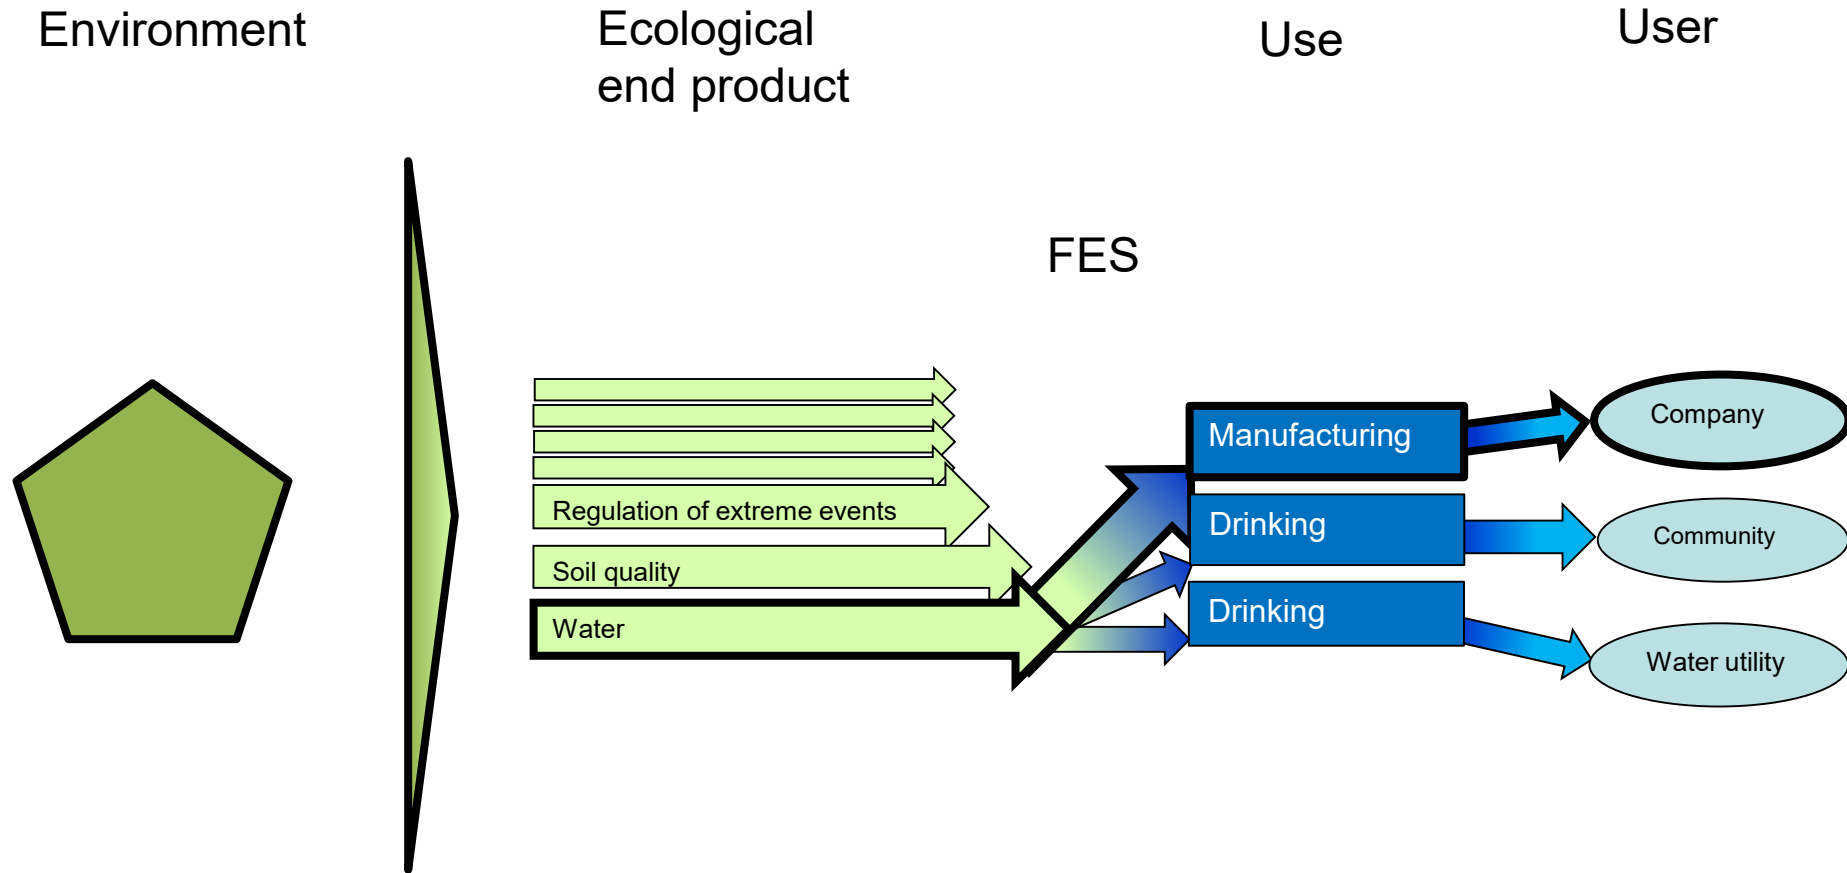 Environment
Ecological
end product
Use
User
FES
Regulation of extreme events
Soil quality
Water
Manufacturing
Drinking
Drinking
Company
Community
Water utility